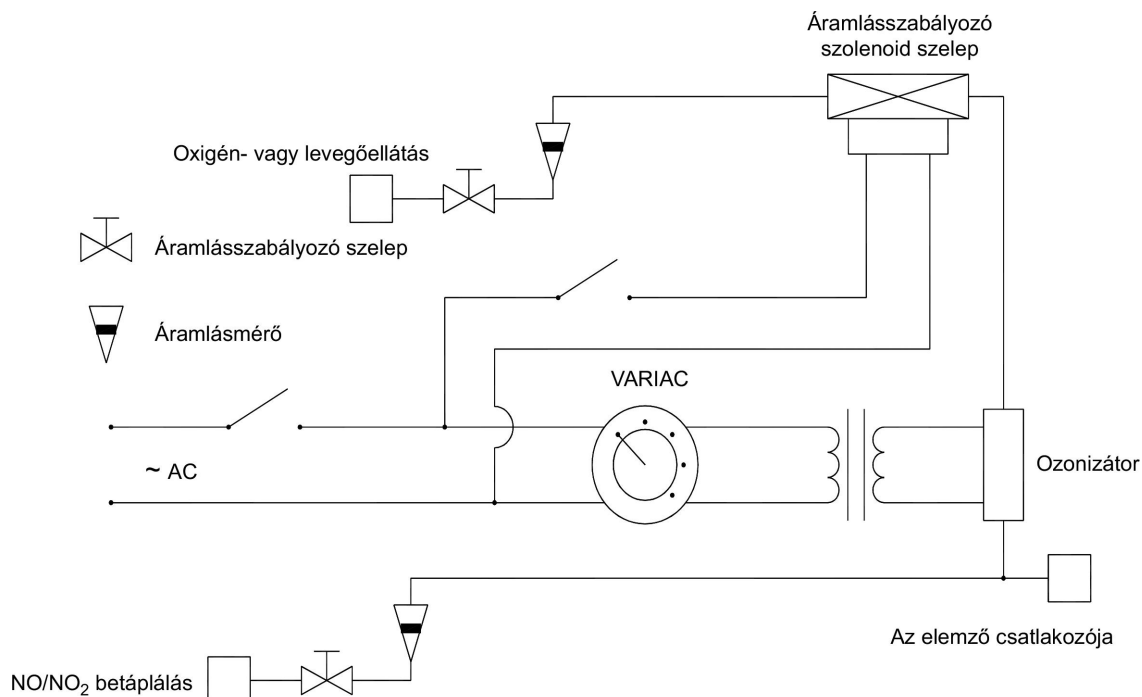 Áramlásszabályozó
szolenoid szelep
Oxigén- vagy levegőellátás
Áramlásszabályozó szelep
Áramlásmérő
VARIAC
~ AC
Ozonizátor
Az elemző csatlakozója
NO/NO₂ betáplálás